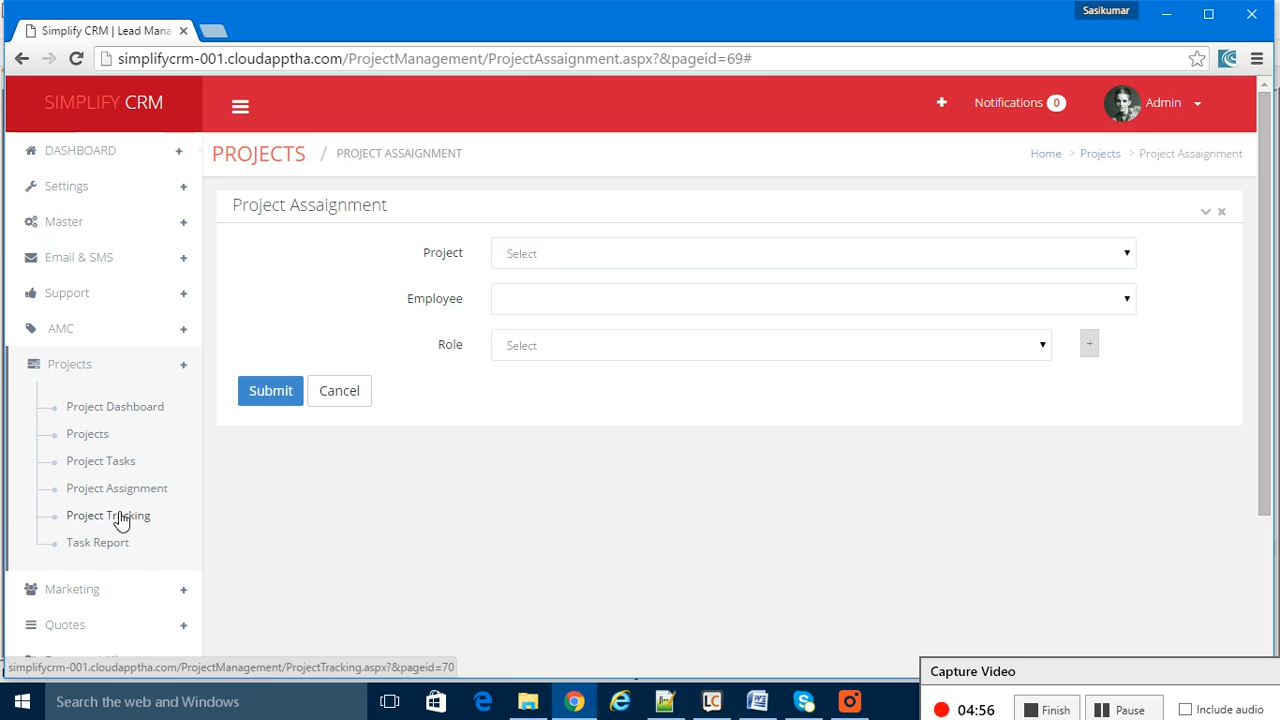 Sasikumar
Simplify CRM | Lead Mana
simplifycrm-001.cloudapptha.com/ProjectManagement/ProjectAssaignment.aspx?&pageid=69#
SIMPLIFY CRM
Notifications 0
Admin
DASHBOARD +
PROJECTS / PROJECT ASSAIGNMENT
Home > Projects > Project Assaignment
Settings +
Master +
Email & SMS +
Support +
AMC +
Projects +
Project Dashboard
Projects
Project Tasks
Project Assignment
Project Tracking
Task Report
Marketing +
Quotes +
Project Assaignment
Project Select
Employee
Role Select +
Submit Cancel
simplifycrm-001.cloudapptha.com/ProjectManagement/ProjectTracking.aspx?&pageid=70
Capture Video
04:56 Finish Pause Include audio
Search the web and Windows